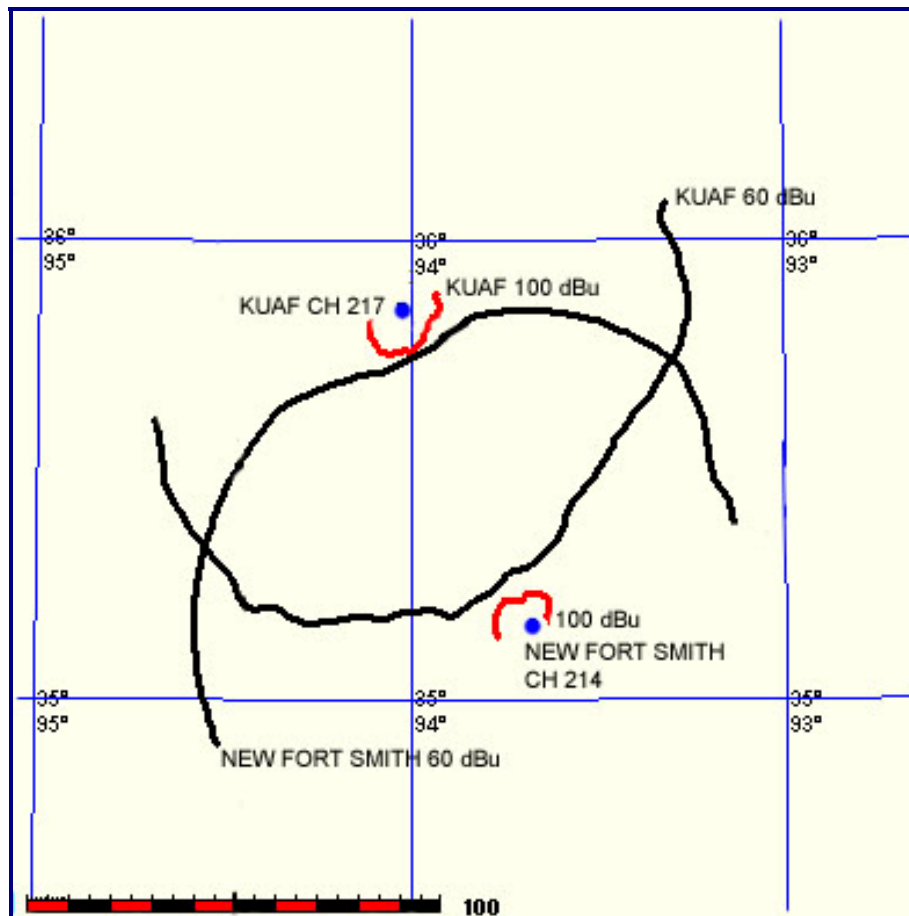 KUAF 60 dBu
36°
95°
36°
94°
36°
93°
KUAF 100 dBu
KUAF CH 217
100 dBu
NEW FORT SMITH
CH 214
35°
95°
35°
94°
35°
93°
NEW FORT SMITH 60 dBu
100